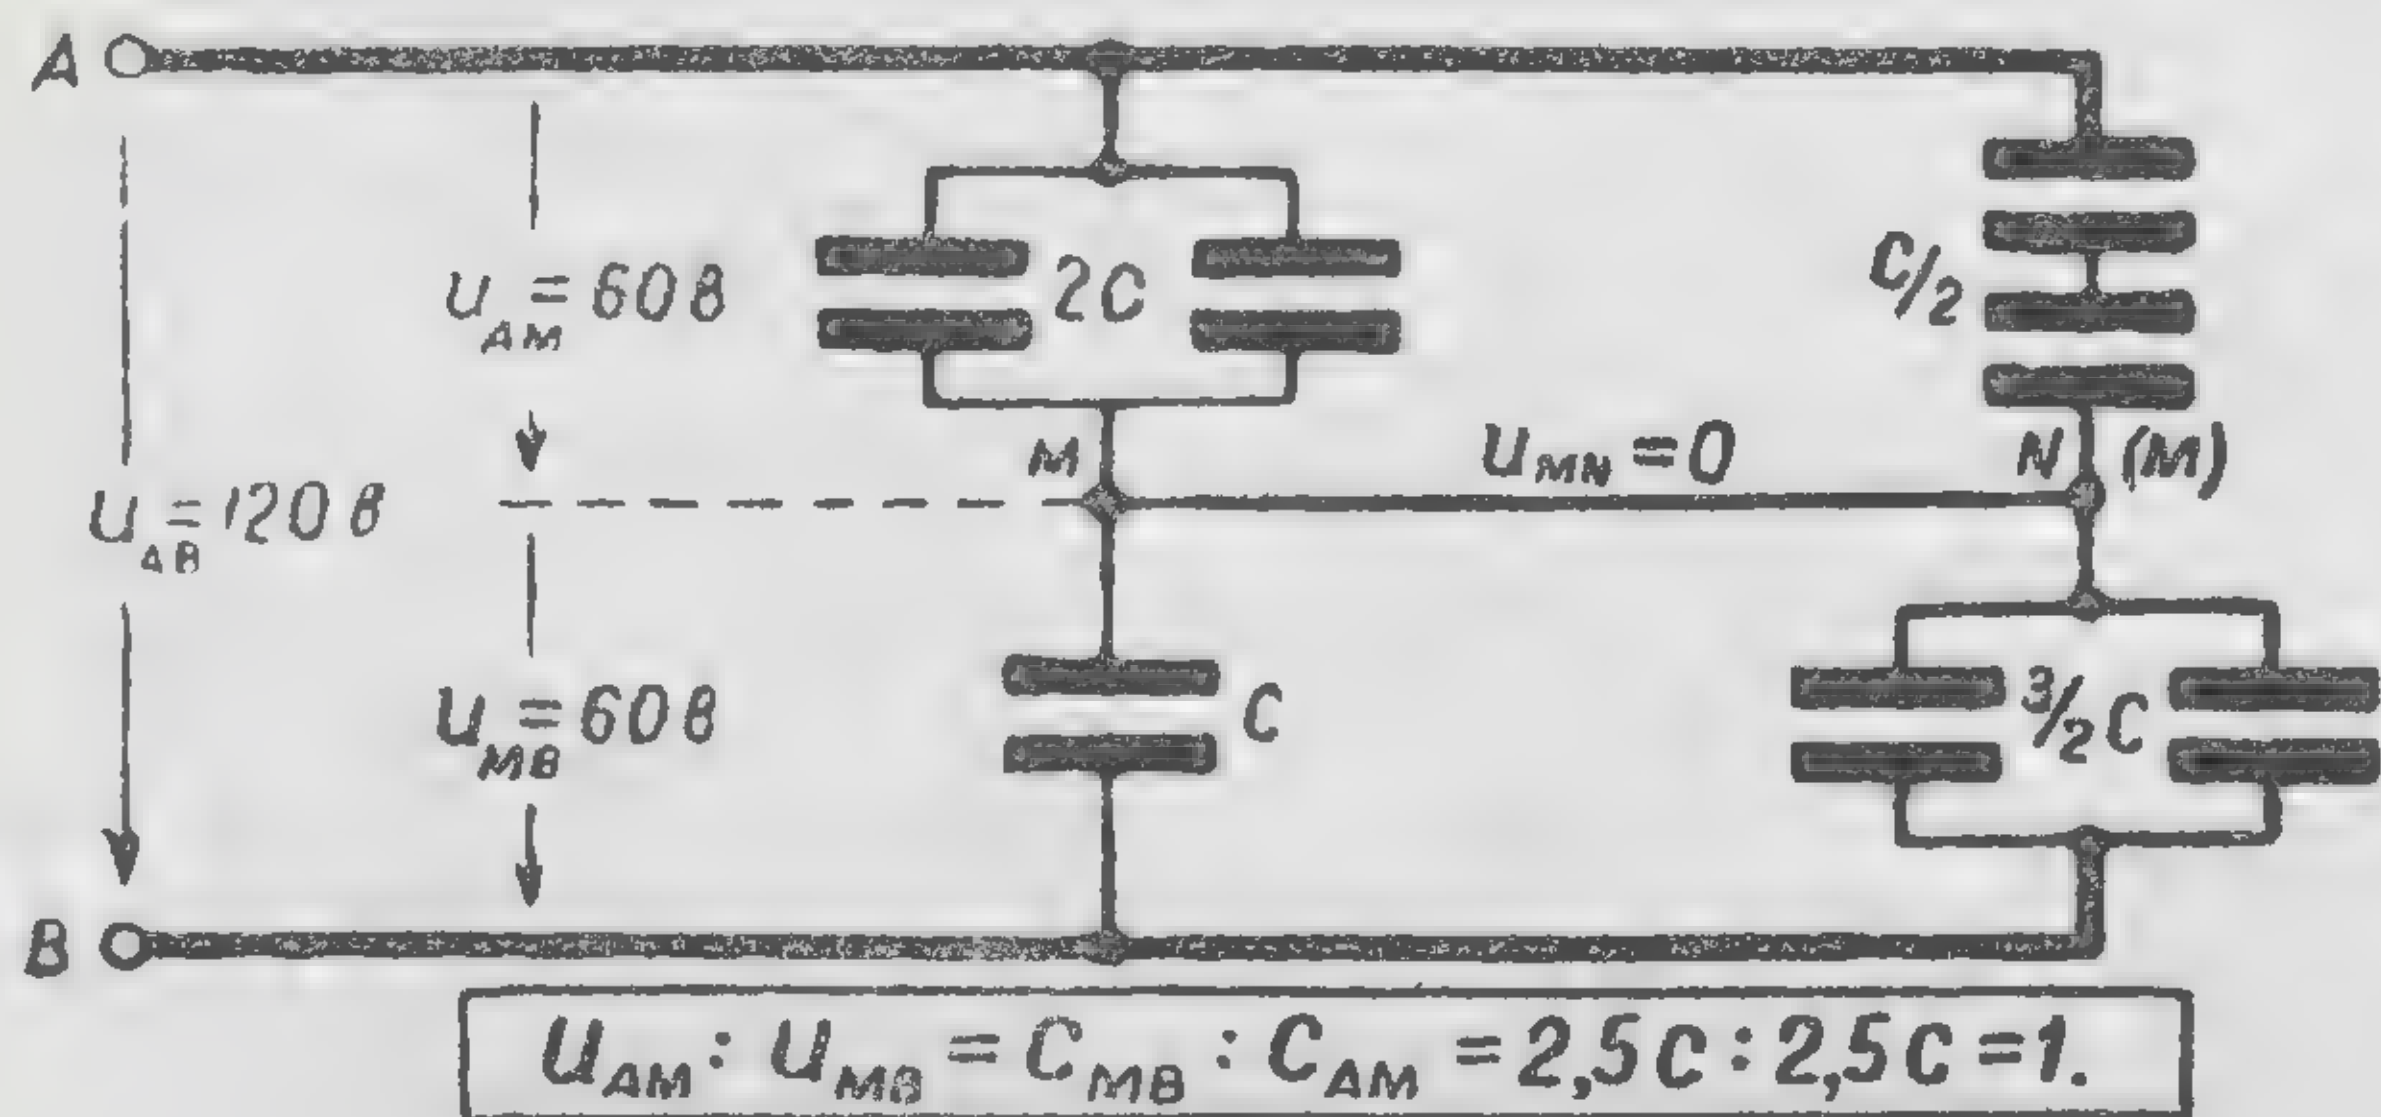 A
U_AM = 60 в
2C
C/2
M
U_MN = 0
N (M)
U_AB = 120 в
U_MB = 60 в
C
3/2 C
B
U_AM : U_MB = C_MB : C_AM = 2,5C : 2,5C = 1.